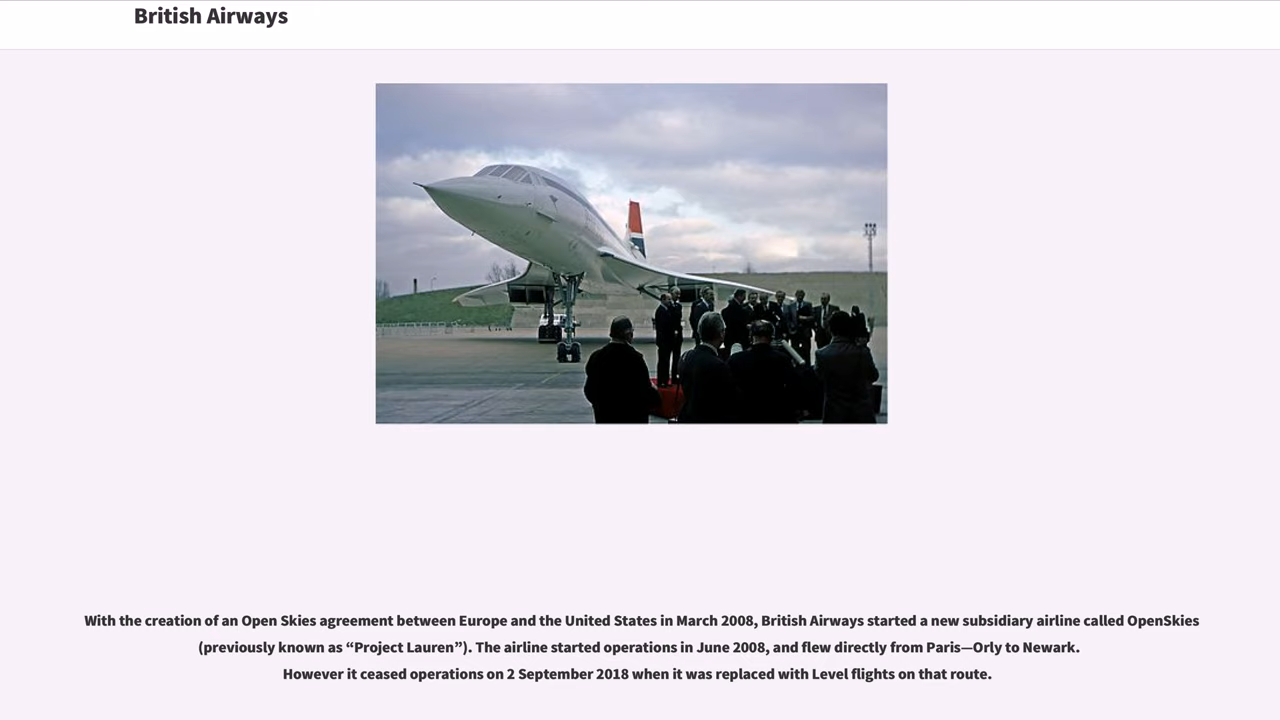 British Airways
With the creation of an Open Skies agreement between Europe and the United States in March 2008, British Airways started a new subsidiary airline called OpenSkies
(previously known as “Project Lauren”). The airline started operations in June 2008, and flew directly from Paris—Orly to Newark.
However it ceased operations on 2 September 2018 when it was replaced with Level flights on that route.